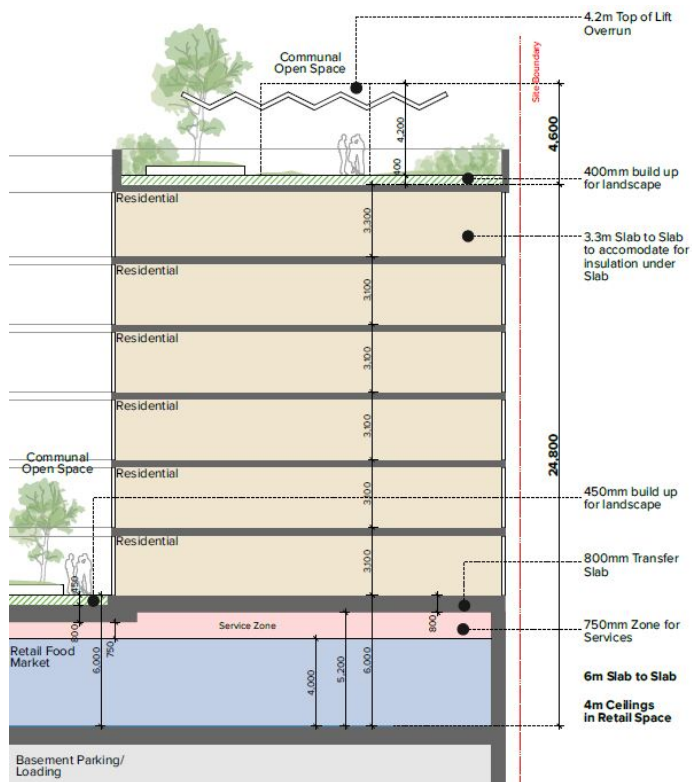 4.2m Top of Lift
Overrun
Communal
Open Space
Site Boundary
4,200
4,600
400
400mm build up
for landscape
Residential
3,300
3.3m Slab to Slab
to accomodate for
insulation under
Slab
Residential
3,100
Residential
3,100
Residential
3,100
24,800
Communal
Open Space
Residential
3,100
450mm build up
for landscape
Residential
3,100
450
800mm Transfer
Slab
800
800
Service Zone
750mm Zone for
Services
750
Retail Food
Market
6,000
4,000
5,200
6,000
6m Slab to Slab
4m Ceilings
in Retail Space
Basement Parking/
Loading